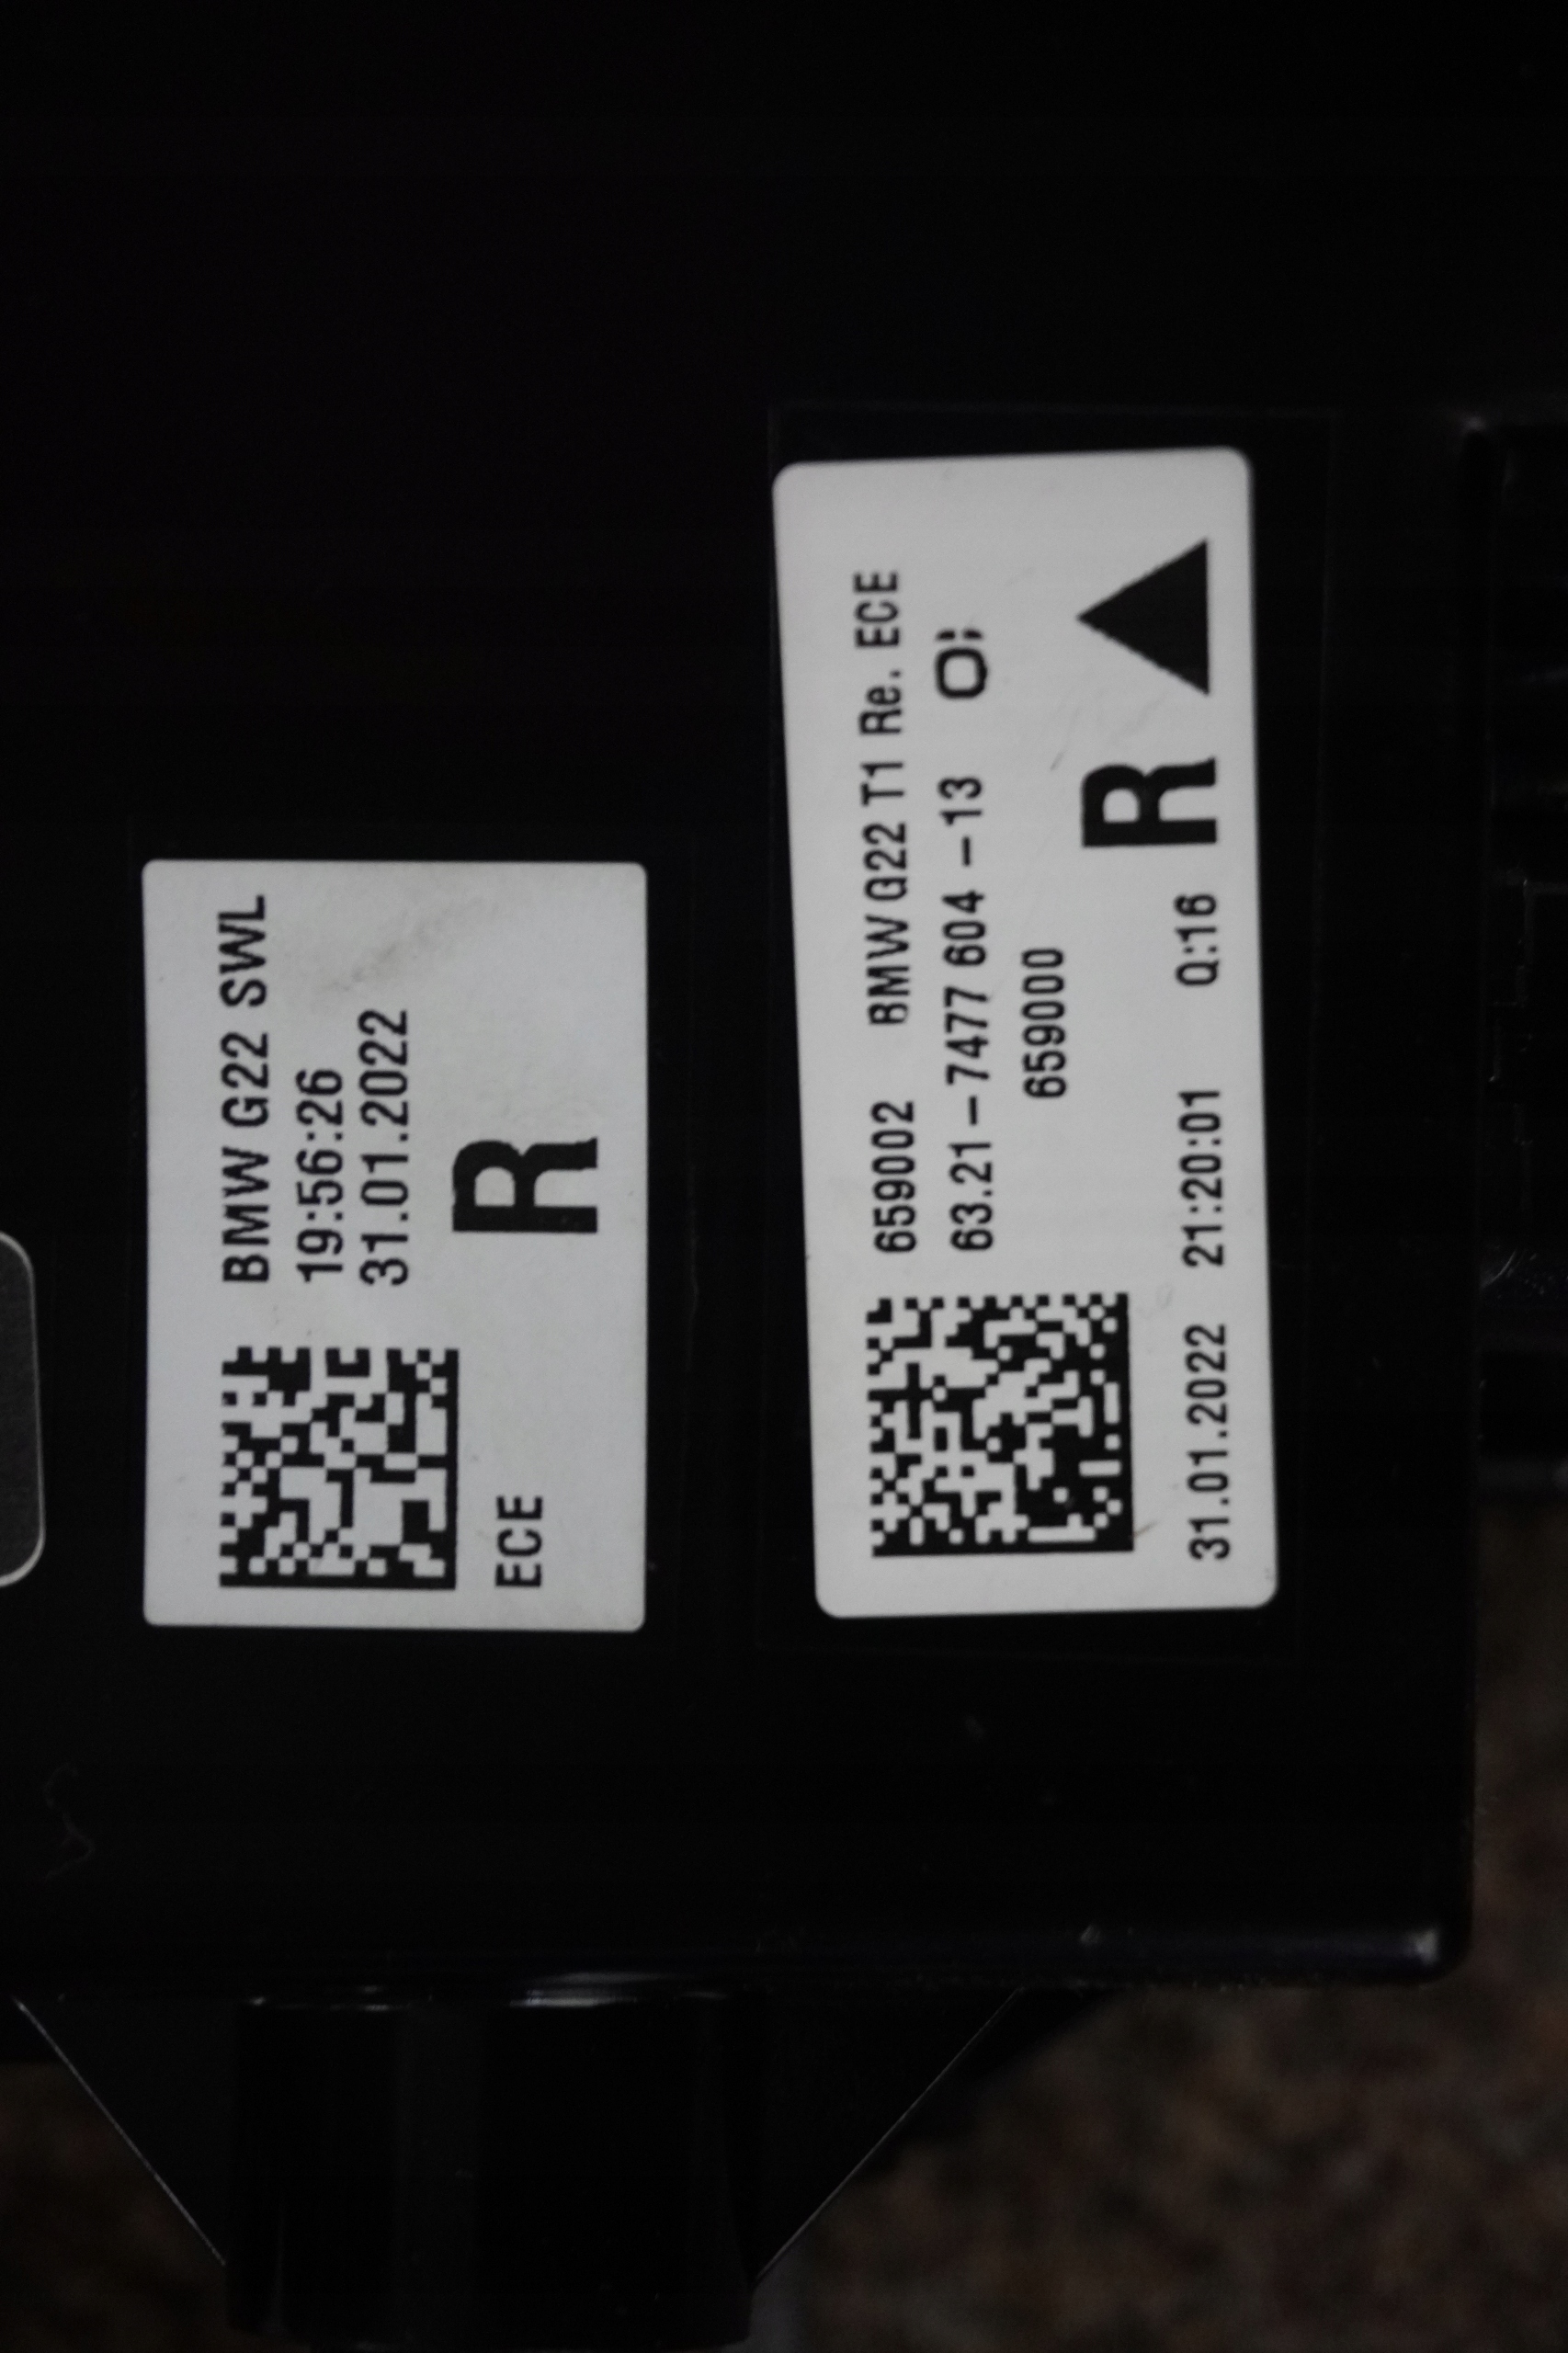 BMW G22 SWL
19:56:26
31.01.2022
R
ECE
659002 BMW G22 T1 Re. ECE
63.21–7477 604 –13
659000
R
31.01.2022 21:20:01 Q:16